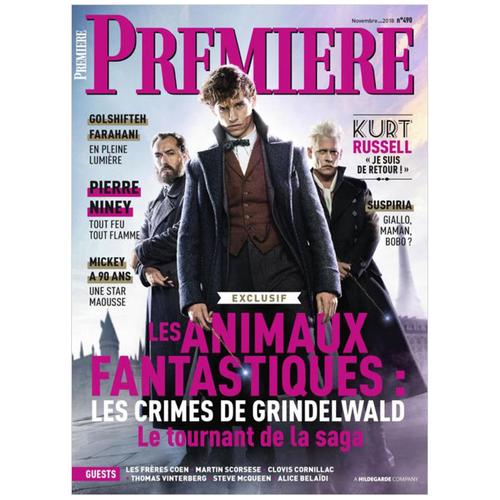 Novembre 2018 n°490
PREMIERE
PREMIERE
GOLSHIFTEH
FARAHANI
EN PLEINE
LUMIÈRE
PIERRE
NINEY
TOUT FEU
TOUT FLAMME
MICKEY
A 90 ANS
UNE STAR
MAOUSSE
KURT
RUSSELL
« JE SUIS
DE RETOUR ! »
SUSPIRIA
GIALLO,
MAMAN,
BOBO ?
EXCLUSIF
LES ANIMAUX
FANTASTIQUES :
LES CRIMES DE GRINDELWALD
Le tournant de la saga
GUESTS
LES FRÈRES COEN MARTIN SCORSESE CLOVIS CORNILLAC
+ THOMAS VINTERBERG STEVE McQUEEN ALICE BELAÏDI
A HILDEGARDE COMPANY